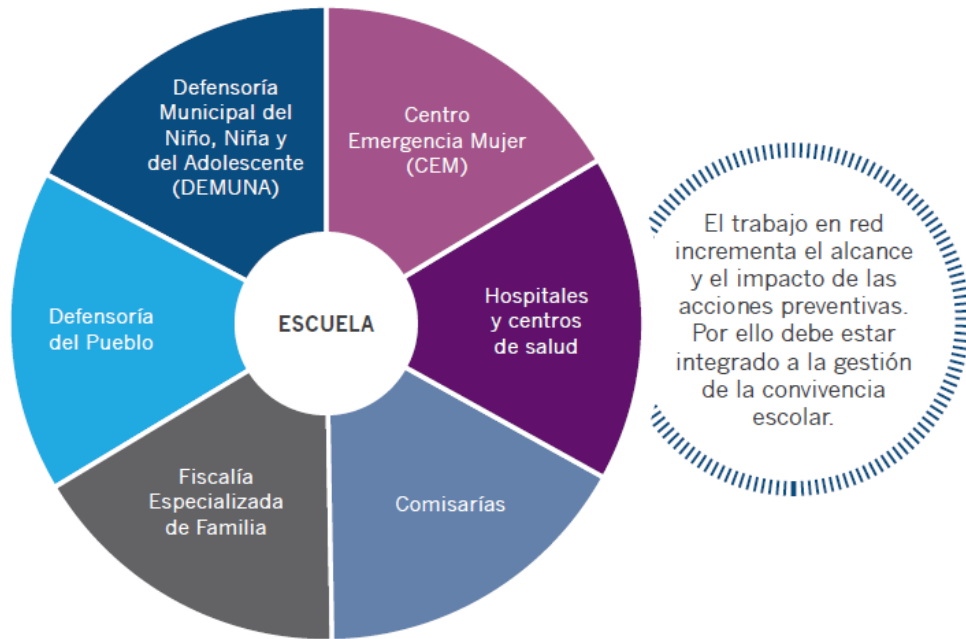 Defensoría
Municipal del
Niño, Niña y
del Adolescente
(DEMUNA)
Centro
Emergencia Mujer
(CEM)
Hospitales
y centros
de salud
Comisarías
Fiscalía
Especializada
de Familia
Defensoría
del Pueblo
ESCUELA
El trabajo en red
incrementa el alcance
y el impacto de las
acciones preventivas.
Por ello debe estar
integrado a la gestión
de la convivencia
escolar.